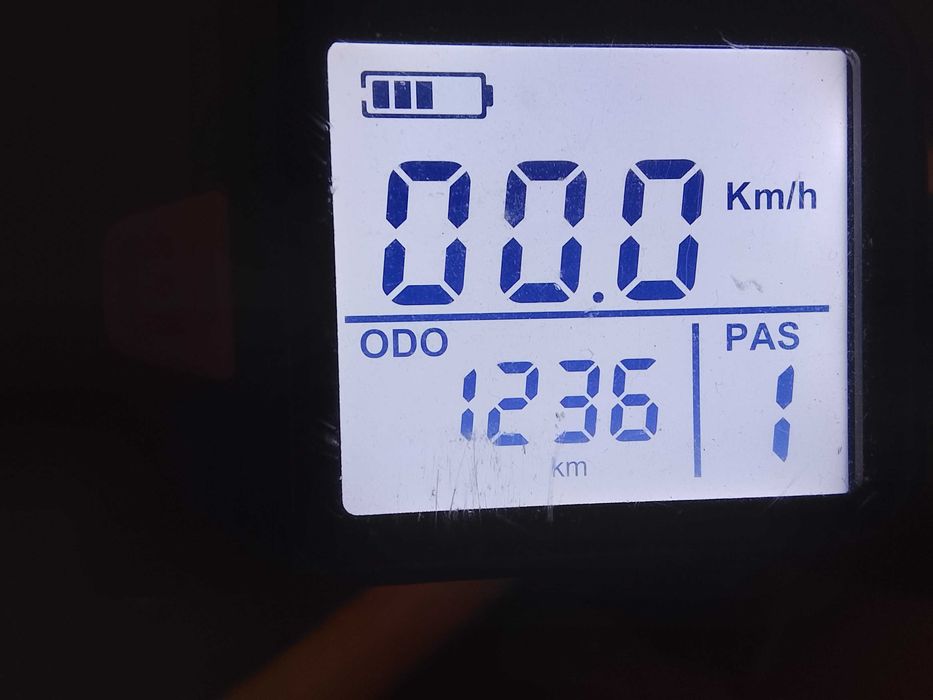 00.0 Km/h
ODO PAS
1236 1
km